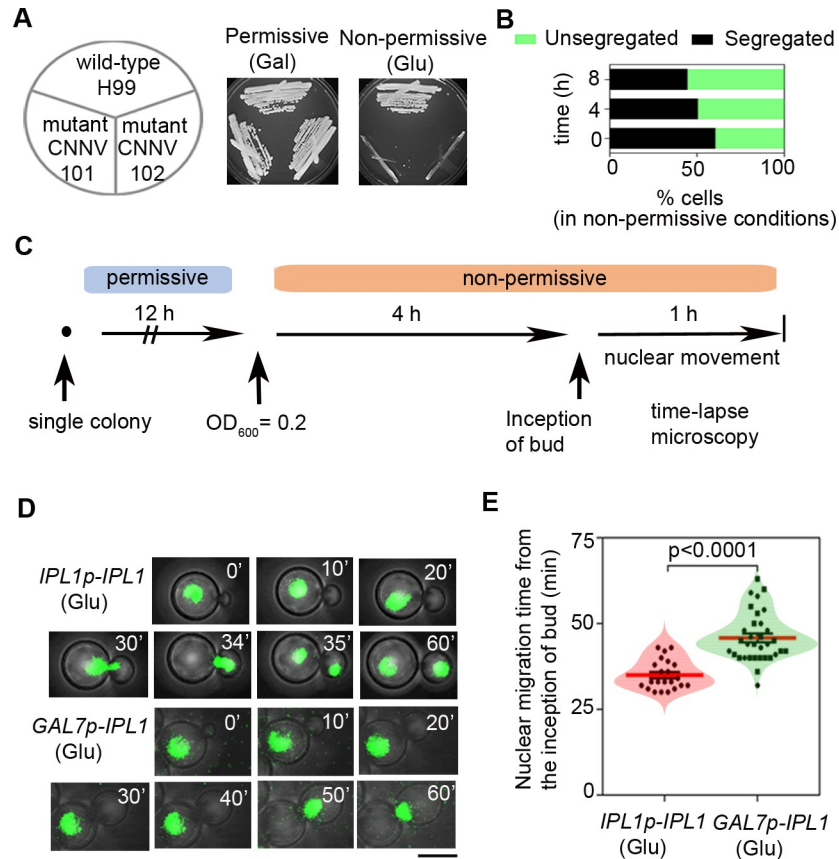 A
wild-type
H99
mutant
CNNV
101
mutant
CNNV
102
Permissive
(Gal)
Non-permissive
(Glu)
B
Unsegregated
Segregated
time (h)
8
4
0
0
50
100
% cells
(in non-permissive conditions)
C
permissive
non-permissive
12 h
4 h
1 h
nuclear movement
single colony
OD600= 0.2
Inception
of bud
time-lapse
microscopy
D
IPL1p-IPL1
(Glu)
0'
10'
20'
30'
34'
35'
60'
GAL7p-IPL1
(Glu)
0'
10'
20'
30'
40'
50'
60'
E
Nuclear migration time from
the inception of bud (min)
75
50
25
0
p<0.0001
IPL1p-IPL1
(Glu)
GAL7p-IPL1
(Glu)